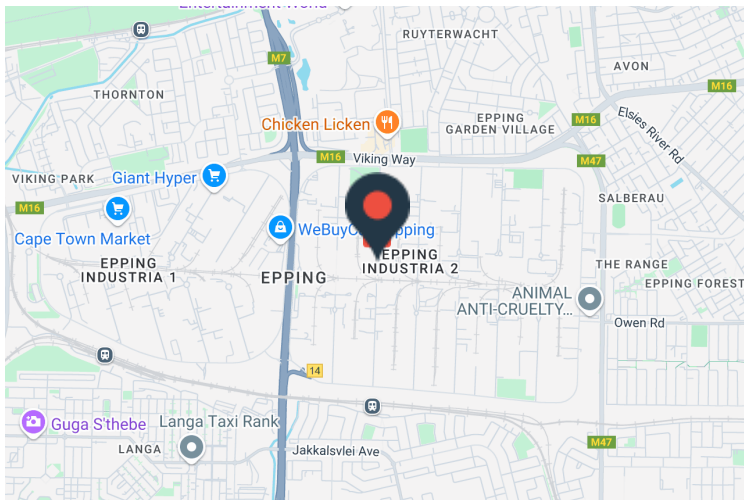 Entertainment World
RUYTERWACHT
M7
AVON
M16
THORNTON
Chicken Licken
EPPING
GARDEN VILLAGE
M16
Elsies River Rd
M16
Viking Way
M47
VIKING PARK
Giant Hyper
SALBERAU
M16
Cape Town Market
WeBuyC
pping
EPPING
INDUSTRIA 1
EPPING
INDUSTRIA 2
THE RANGE
EPPING
EPPING FOREST
ANIMAL
ANTI-CRUELTY...
Owen Rd
14
Guga S'thebe
Langa Taxi Rank
LANGA
Jakkalsvlei Ave
M47